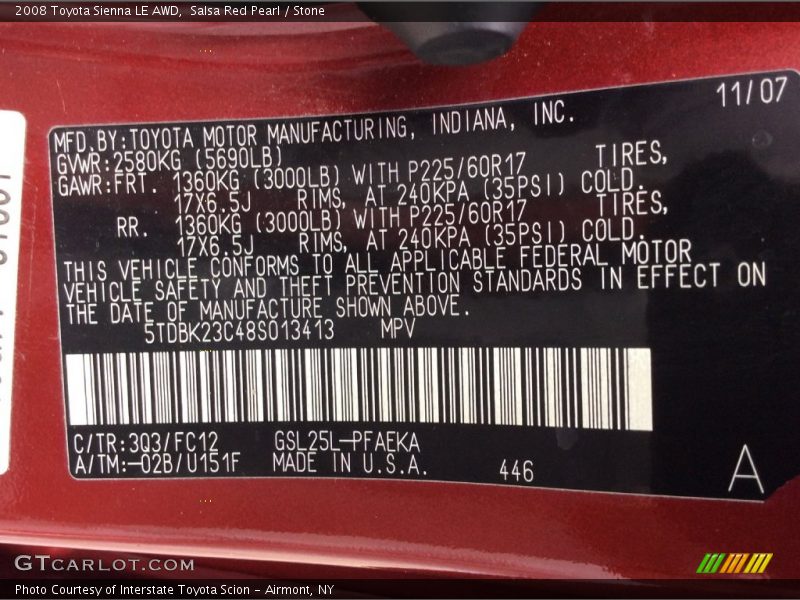 2008 Toyota Sienna LE AWD,  Salsa Red Pearl / Stone
11/07
MFD.BY:TOYOTA MOTOR MANUFACTURING, INDIANA, INC.
GVWR:2580KG (5690LB)
GAWR:FRT. 1360KG (3000LB) WITH P225/60R17 TIRES,
17X6.5J RIMS, AT 240KPA (35PSI) COLD.
RR. 1360KG (3000LB) WITH P225/60R17 TIRES,
17X6.5J RIMS, AT 240KPA (35PSI) COLD.
THIS VEHICLE CONFORMS TO ALL APPLICABLE FEDERAL MOTOR
VEHICLE SAFETY AND THEFT PREVENTION STANDARDS IN EFFECT ON
THE DATE OF MANUFACTURE SHOWN ABOVE.
5TDBK23C48S013413 MPV
C/TR:3Q3/FC12 GSL25L-PFAEKA
A/TM:-02B/U151F MADE IN U.S.A. 446
A
GTCARLOT.COM
Photo Courtesy of Interstate Toyota Scion - Airmont, NY